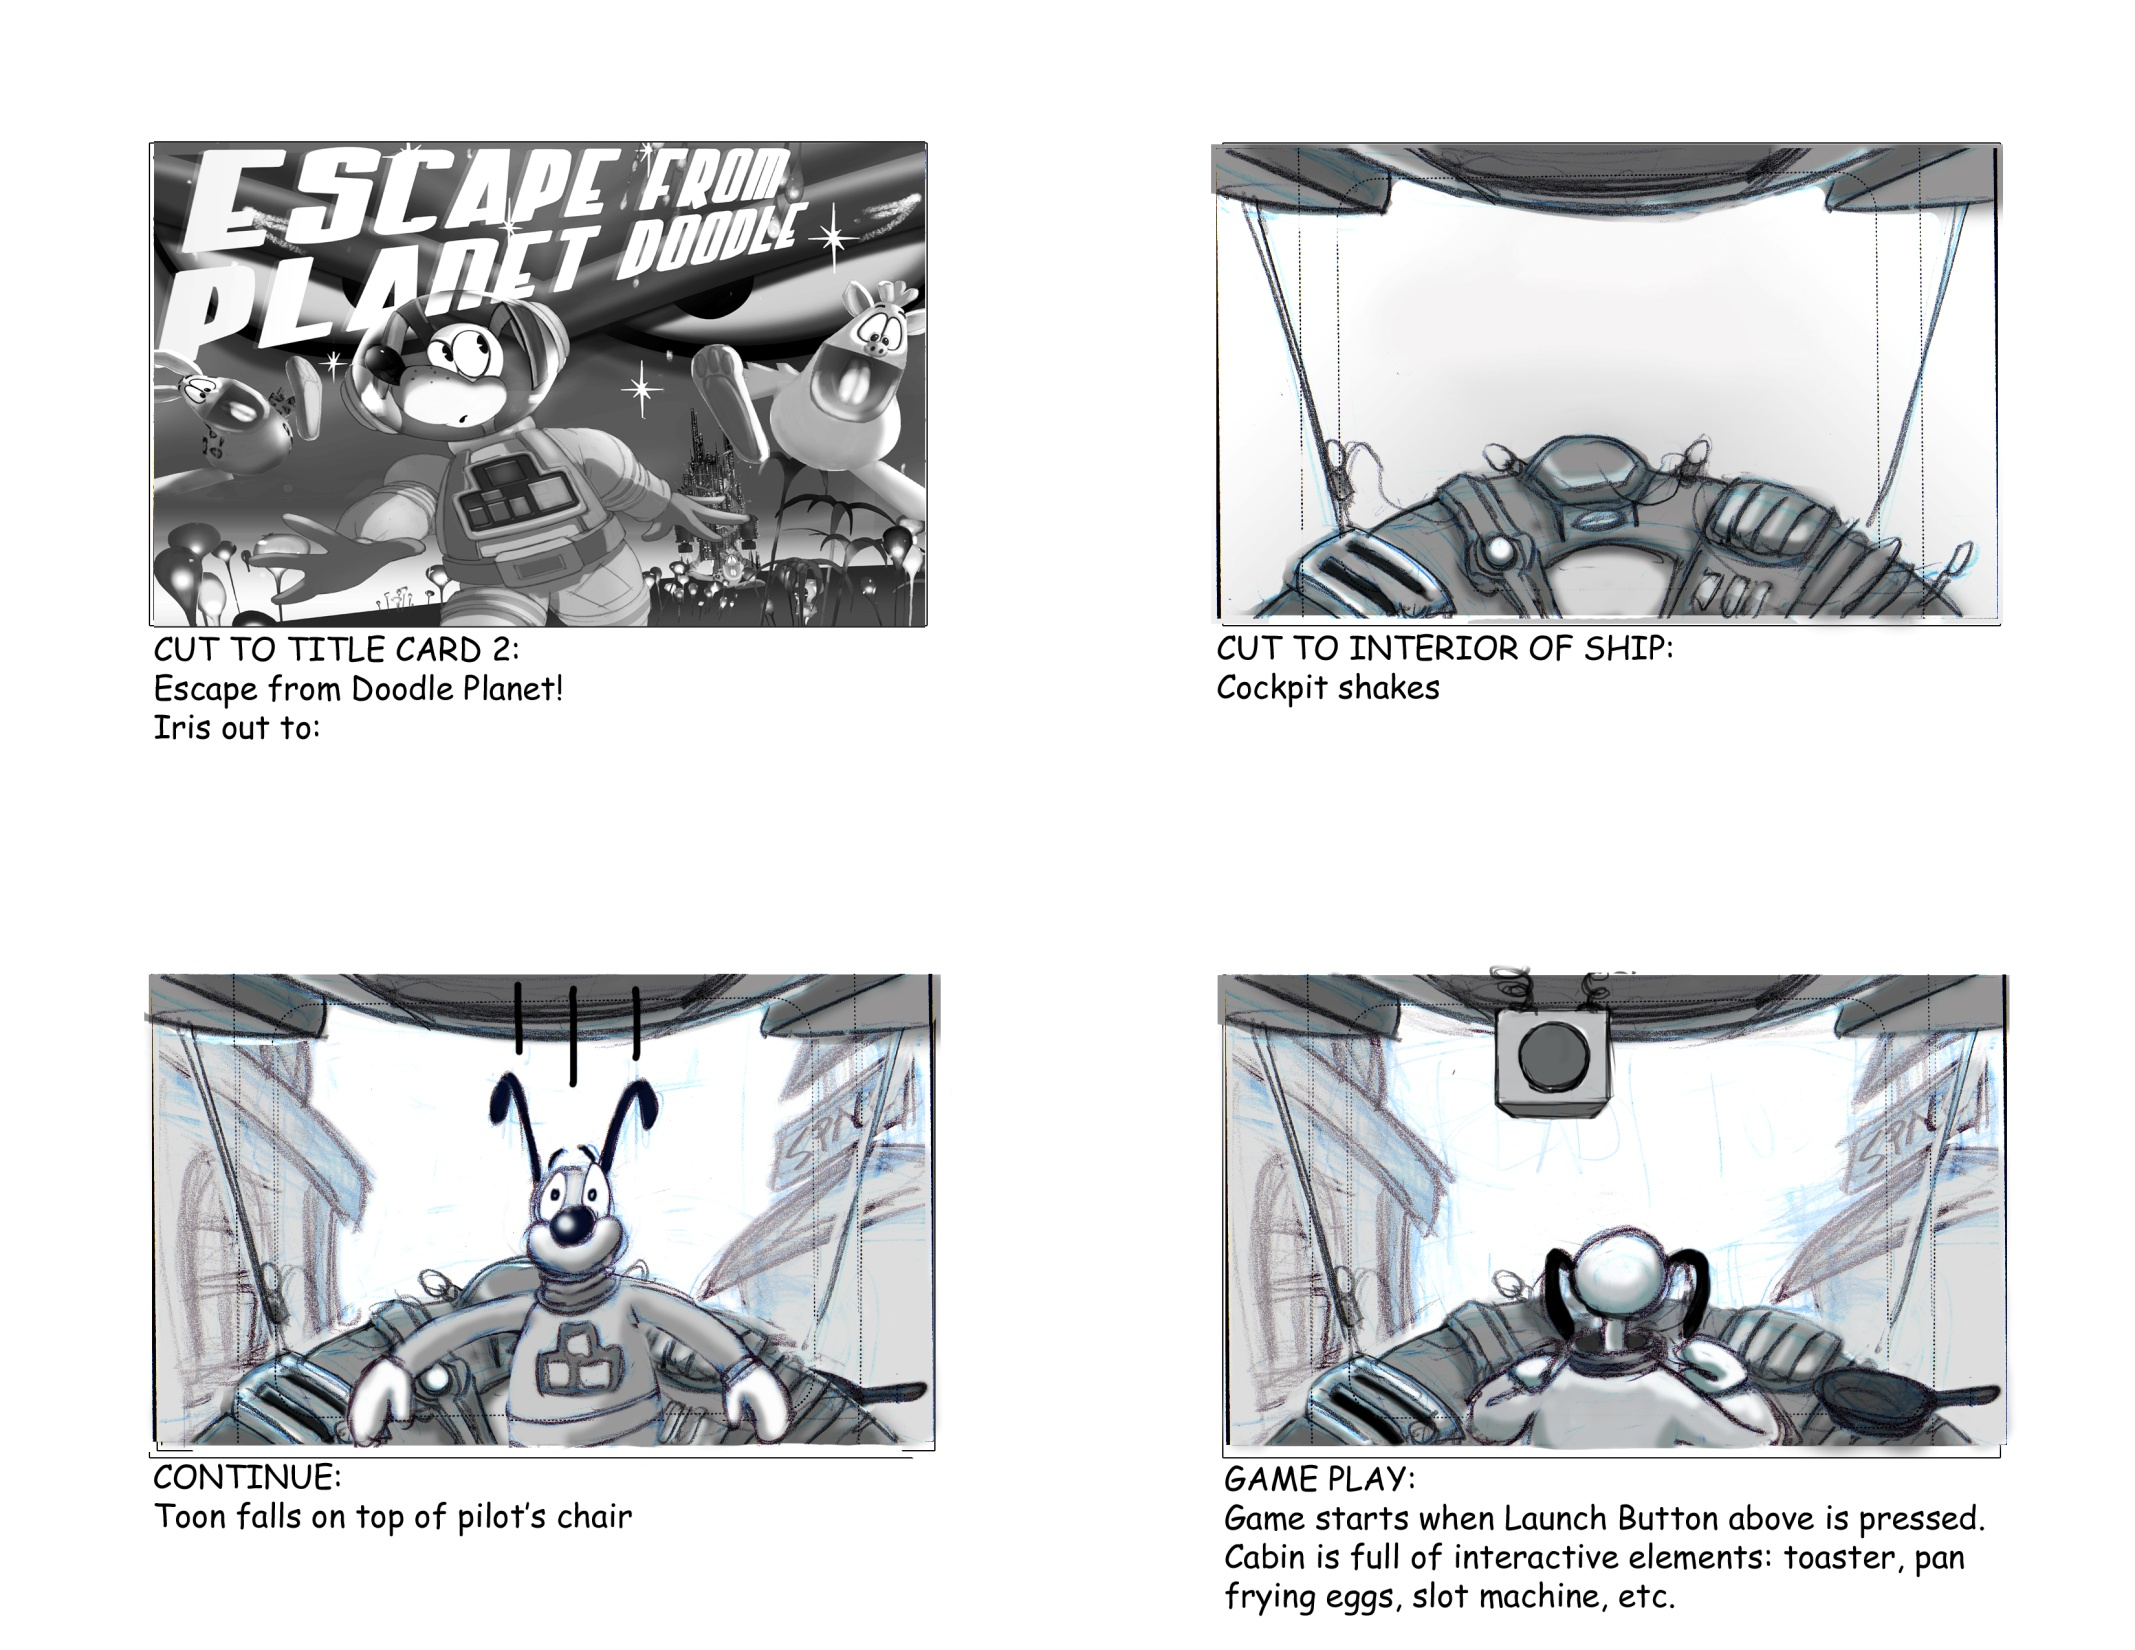 ESCAPE FROM
PLANET DOODLE
CUT TO TITLE CARD 2:
Escape from Doodle Planet!
Iris out to:
CUT TO INTERIOR OF SHIP:
Cockpit shakes
CONTINUE:
Toon falls on top of pilot's chair
GAME PLAY:
Game starts when Launch Button above is pressed.
Cabin is full of interactive elements: toaster, pan
frying eggs, slot machine, etc.